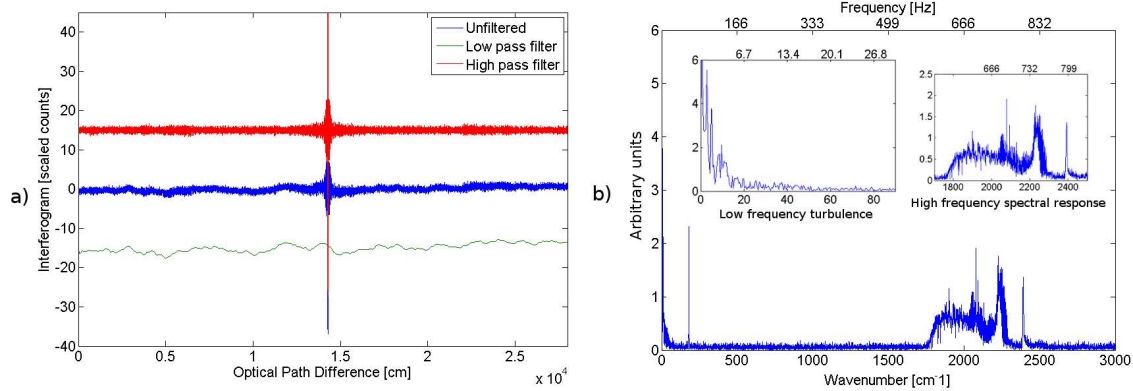 a)
Interferogram [scaled counts]
40
30
20
10
0
-10
-20
-30
-40
0
0.5
1
1.5
2
2.5
x 10⁴
Optical Path Difference [cm]
Unfiltered
Low pass filter
High pass filter
b)
Frequency [Hz]
166 333 499 666 832
Arbitrary units
6
5
4
3
2
1
0
0 500 1000 1500 2000 2500 3000
Wavenumber [cm⁻¹]
6.7 13.4 20.1 26.8
6
4
2
0
0 20 40 60 80
Low frequency turbulence
666 732 799
2.5
2
1.5
1
0.5
0
1700 2000 2200 2400
High frequency spectral response